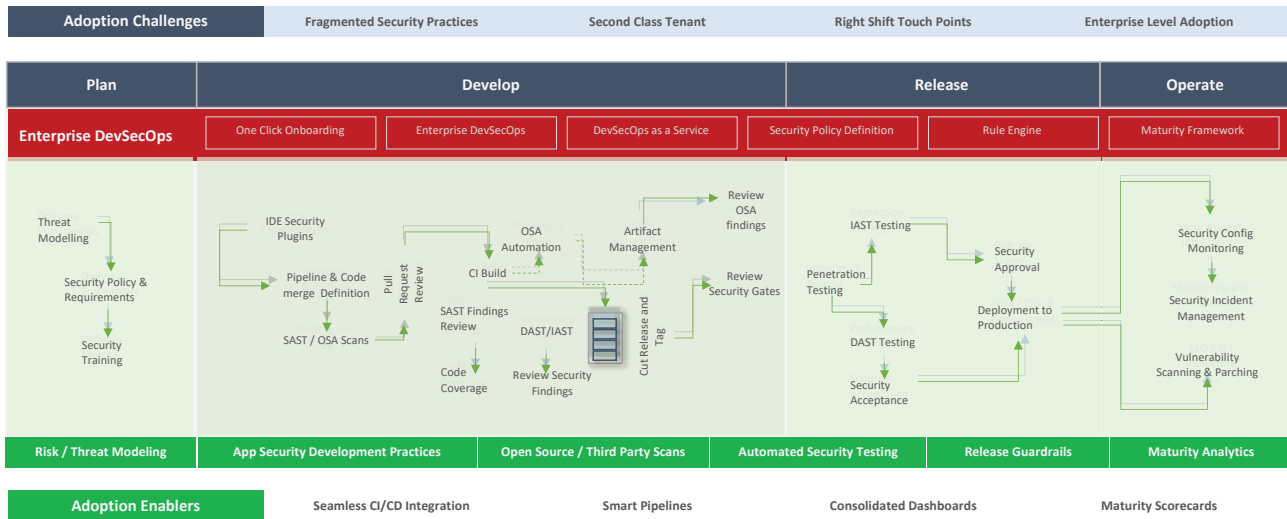 Adoption Challenges
Fragmented Security Practices
Second Class Tenant
Right Shift Touch Points
Enterprise Level Adoption
Plan
Develop
Release
Operate
Enterprise DevSecOps
One Click Onboarding
Enterprise DevSecOps
DevSecOps as a Service
Security Policy Definition
Rule Engine
Maturity Framework
Threat
Modelling
Security Policy &
Requirements
Security
Training
IDE Security
Plugins
Pipeline & Code
merge Definition
SAST / OSA Scans
Pull
Request
Review
CI Build
OSA
Automation
SAST Findings
Review
Code
Coverage
DAST/IAST
Review Security
Findings
Artifact
Management
Cut Release and
Tag
Review
OSA
findings
Review
Security Gates
Penetration
Testing
IAST Testing
DAST Testing
Security
Acceptance
Security
Approval
Deployment to
Production
Security Config
Monitoring
Security Incident
Management
Vulnerability
Scanning & Parching
Risk / Threat Modeling
App Security Development Practices
Open Source / Third Party Scans
Automated Security Testing
Release Guardrails
Maturity Analytics
Adoption Enablers
Seamless CI/CD Integration
Smart Pipelines
Consolidated Dashboards
Maturity Scorecards